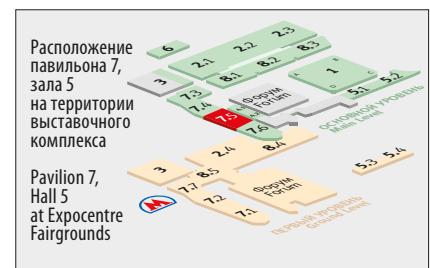 Расположение
павильона 7,
зала 5
на территории
выставочного
комплекса
Pavilion 7,
Hall 5
at Expocentre
Fairgrounds
6
2.1 2.2 2.3
8.1 8.2 8.3
3
7.3
7.4
7.5
7.6
Форум
Forum
A B C D
1
5.1 5.2
ОСНОВНОЙ УРОВЕНЬ
Main Level
3
2.4 8.4
8.5
7.7
7.2
7.1
Форум
Forum
5.3 5.4
ПЕРВЫЙ УРОВЕНЬ
Ground Level
М